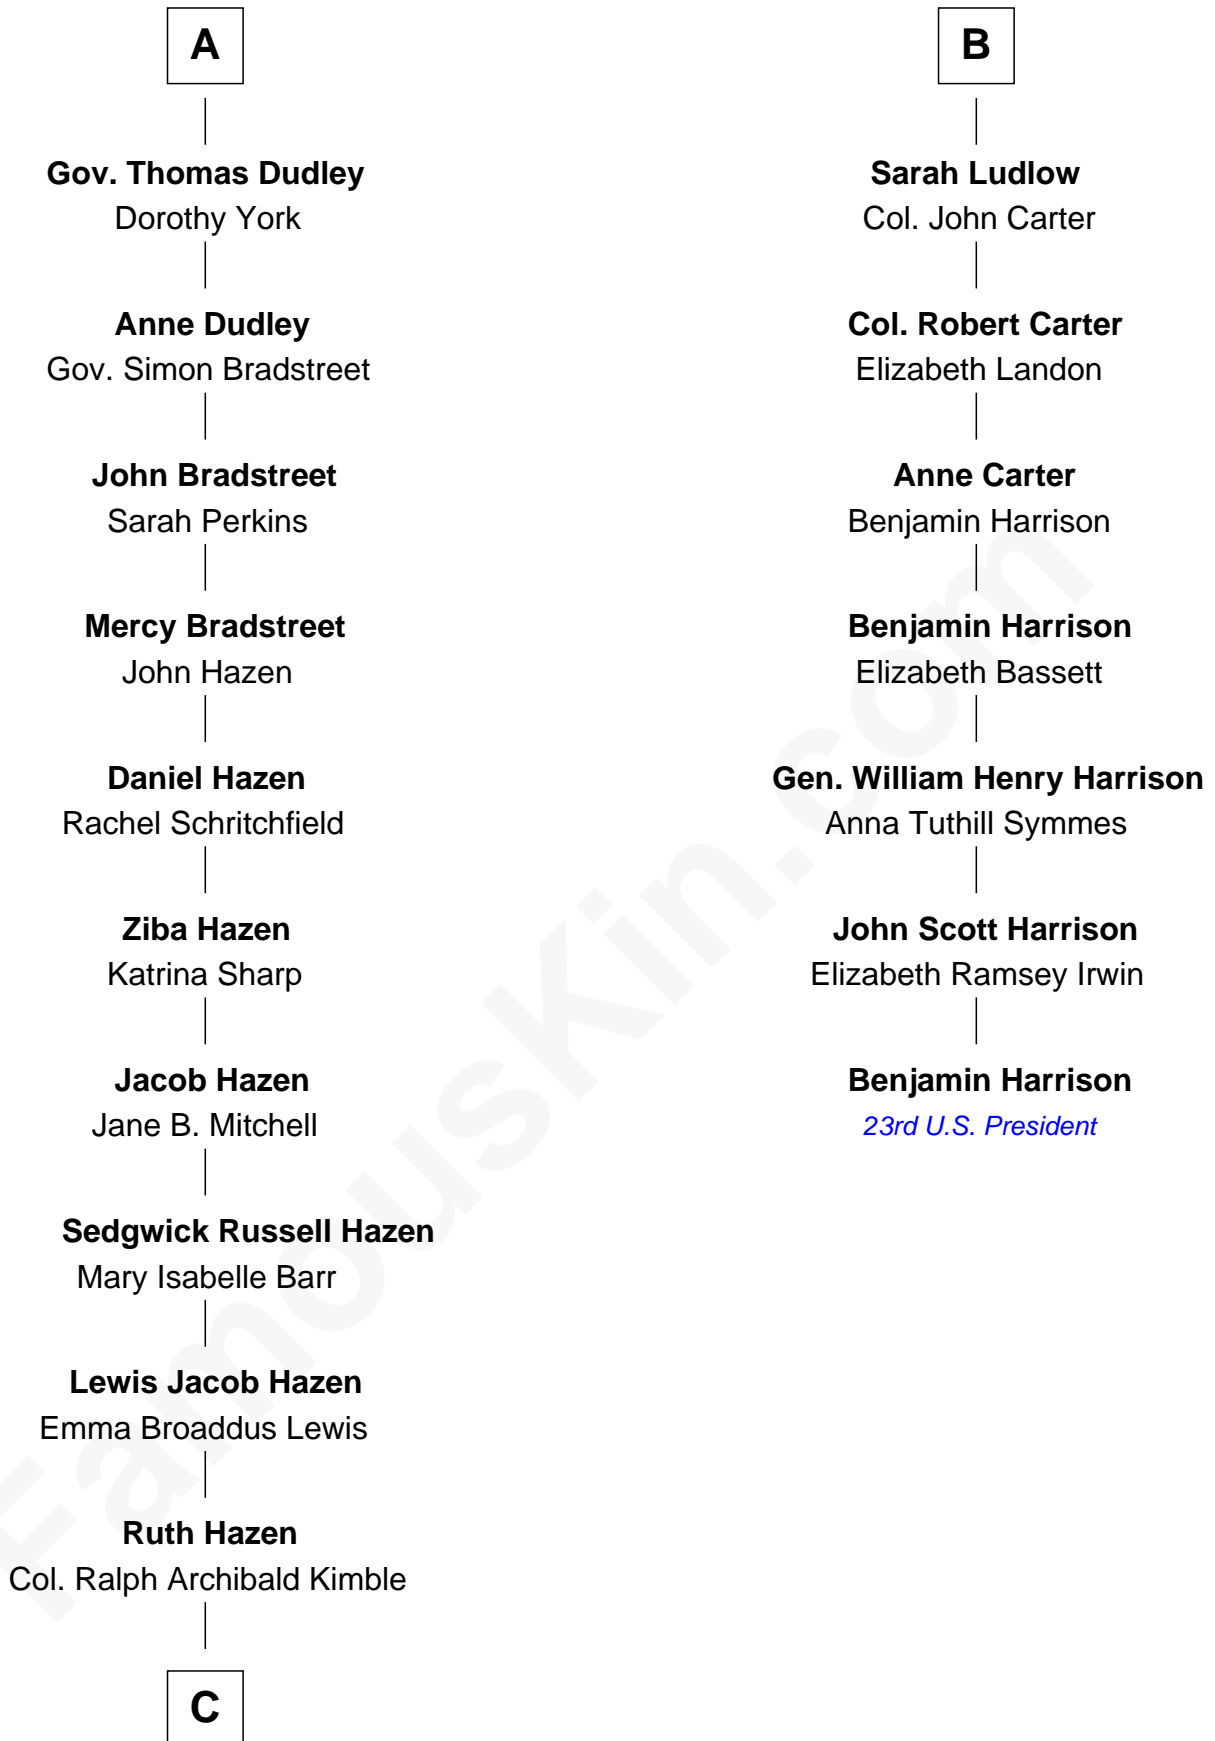 A
Gov. Thomas Dudley
Dorothy York
Anne Dudley
Gov. Simon Bradstreet
John Bradstreet
Sarah Perkins
Mercy Bradstreet
John Hazen
Daniel Hazen
Rachel Schritchfield
Ziba Hazen
Katrina Sharp
Jacob Hazen
Jane B. Mitchell
Sedgwick Russell Hazen
Mary Isabelle Barr
Lewis Jacob Hazen
Emma Broaddus Lewis
Ruth Hazen
Col. Ralph Archibald Kimble
C
B
Sarah Ludlow
Col. John Carter
Col. Robert Carter
Elizabeth Landon
Anne Carter
Benjamin Harrison
Benjamin Harrison
Elizabeth Bassett
Gen. William Henry Harrison
Anna Tuthill Symmes
John Scott Harrison
Elizabeth Ramsey Irwin
Benjamin Harrison
23rd U.S. President
FamousKin.com